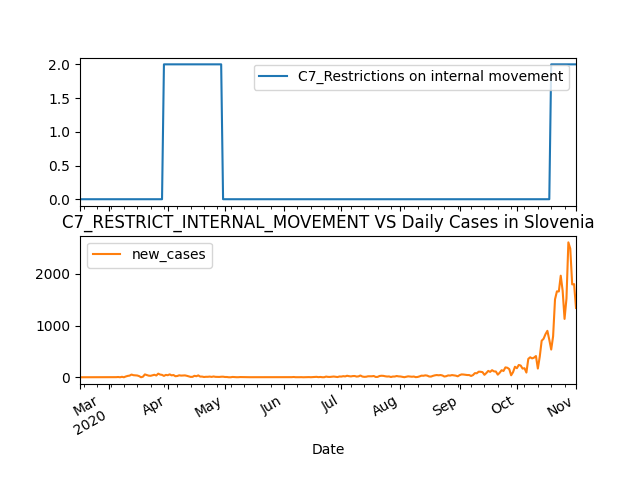 2.0
C7_Restrictions on internal movement
1.5
1.0
0.5
0.0
C7_RESTRICT_INTERNAL_MOVEMENT VS Daily Cases in Slovenia
new_cases
2000
1000
0
Mar
2020
Apr
May
Jun
Jul
Aug
Sep
Oct
Nov
Date